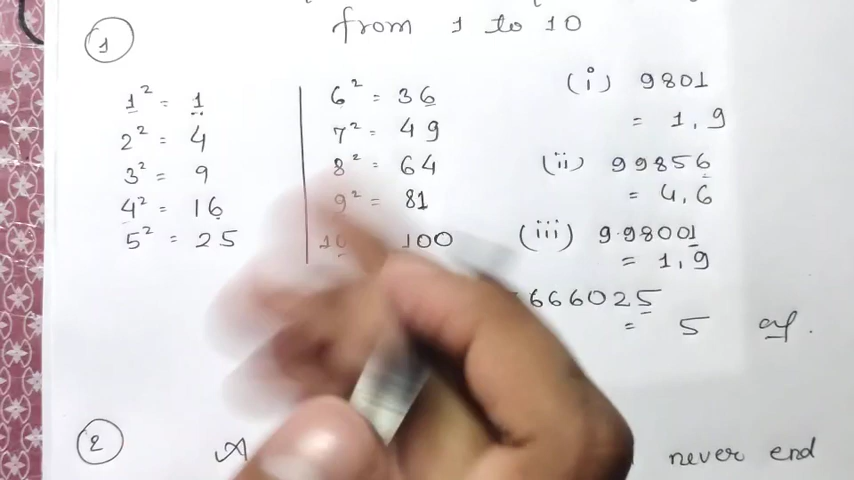 from 1 to 10
1
1² = 1
2² = 4
3² = 9
4² = 16
5² = 25
6² = 36
7² = 49
8² = 64
9² = 81
10 100
(i) 9801
= 1, 9
(ii) 99856
= 4, 6
(iii) 9.98001
= 1, 9
666025
= 5
2
never end